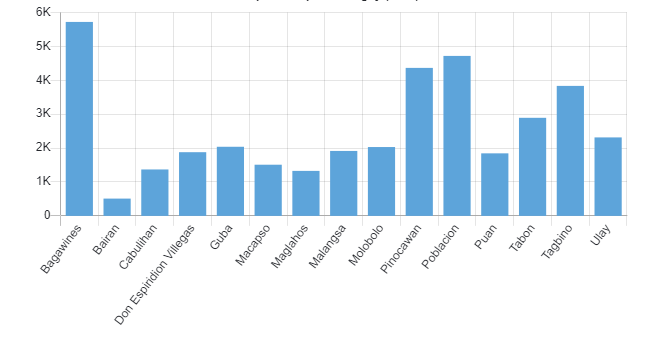 6K
5K
4K
3K
2K
1K
0
Bagawines
Bairan
Cabulihan
Don Espiridion Villegas
Guba
Macapso
Maglahos
Malangsa
Molobolo
Pinocawan
Poblacion
Puan
Tabon
Tagbino
Ulay